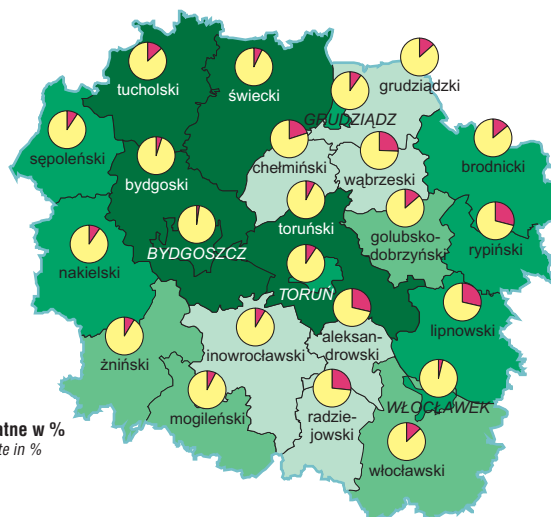 tucholski
świecki
grudziądzki
GRUDZIĄDZ
sępoleński
bydgoski
chełmiński
wąbrzeski
brodnicki
toruński
golubsko-
dobrzyński
rypiński
nakielski
BYDGOSZCZ
TORUŃ
lipnowski
żniński
inowrocławski
aleksan-
drowski
mogileński
radzie-
jowski
WŁOCŁAWEK
włocławski
atne w %
te in %